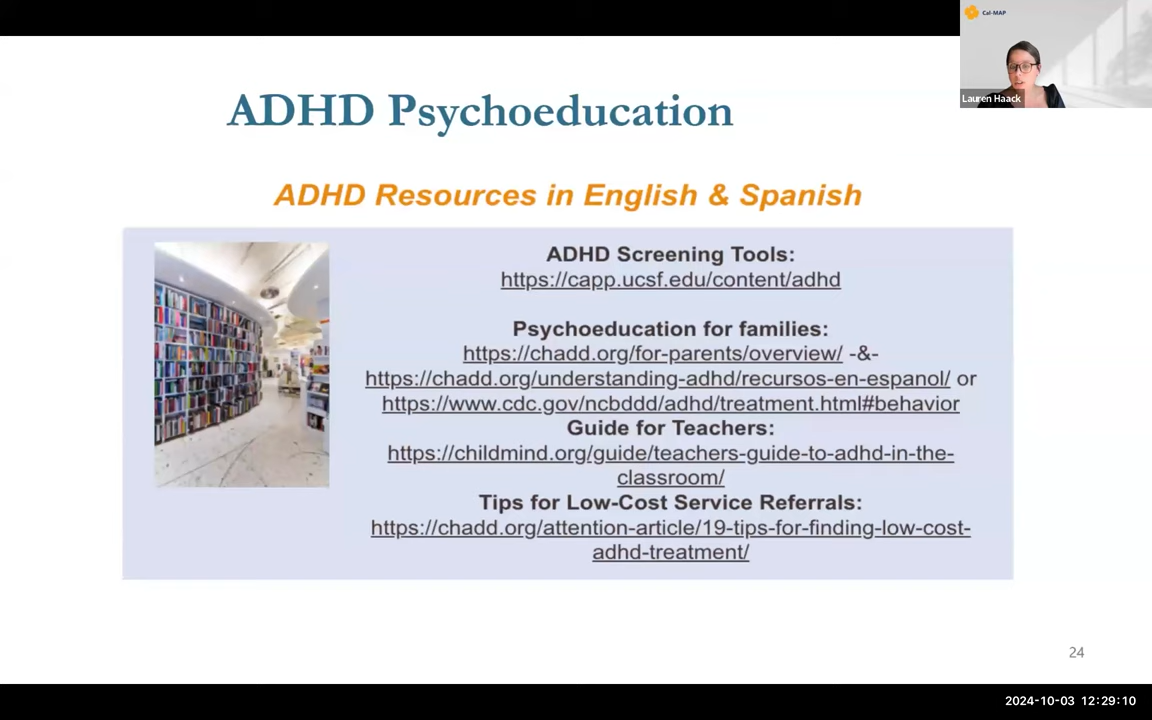 Cal-MAP
Lauren Haack
ADHD Psychoeducation
ADHD Resources in English & Spanish
ADHD Screening Tools:
https://capp.ucsf.edu/content/adhd
Psychoeducation for families:
https://chadd.org/for-parents/overview/ -&-
https://chadd.org/understanding-adhd/recursos-en-espanol/ or
https://www.cdc.gov/ncbddd/adhd/treatment.html#behavior
Guide for Teachers:
https://childmind.org/guide/teachers-guide-to-adhd-in-the-
classroom/
Tips for Low-Cost Service Referrals:
https://chadd.org/attention-article/19-tips-for-finding-low-cost-
adhd-treatment/
24
2024-10-03 12:29:10